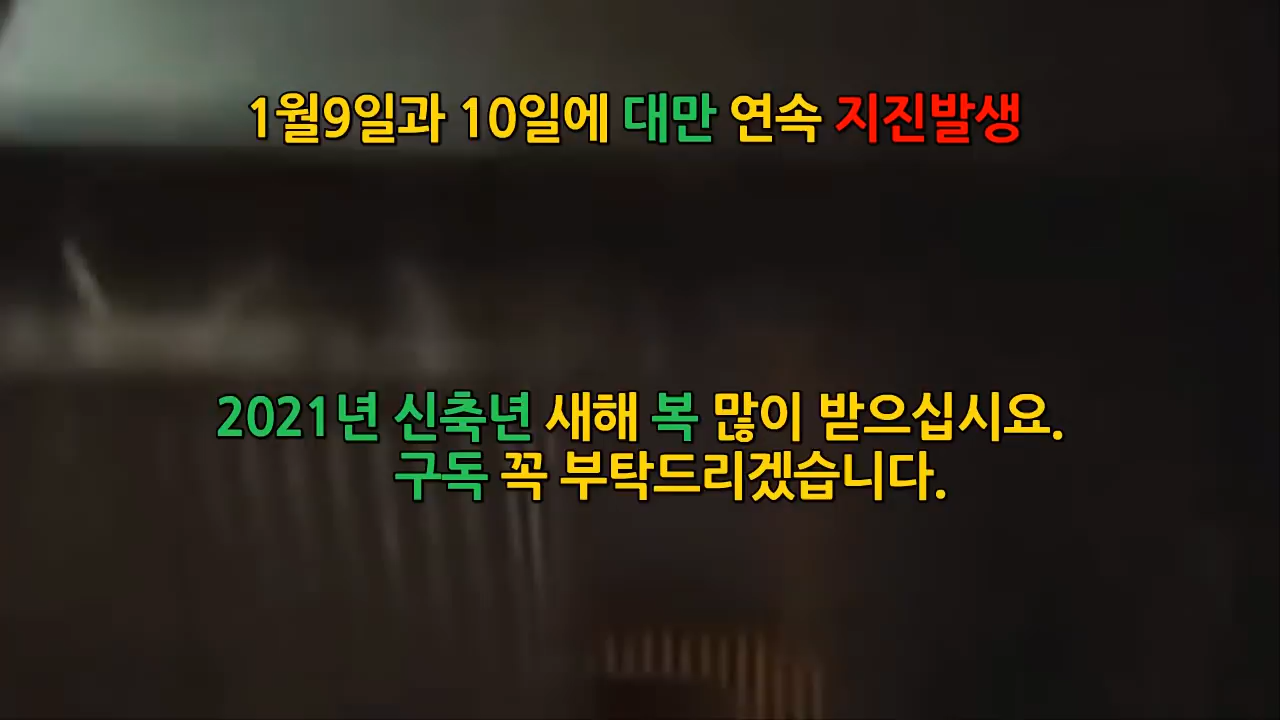 1월9일과 10일에 대만 연속 지진발생
2021년 신축년 새해 복 많이 받으십시요.
구독 꼭 부탁드리겠습니다.